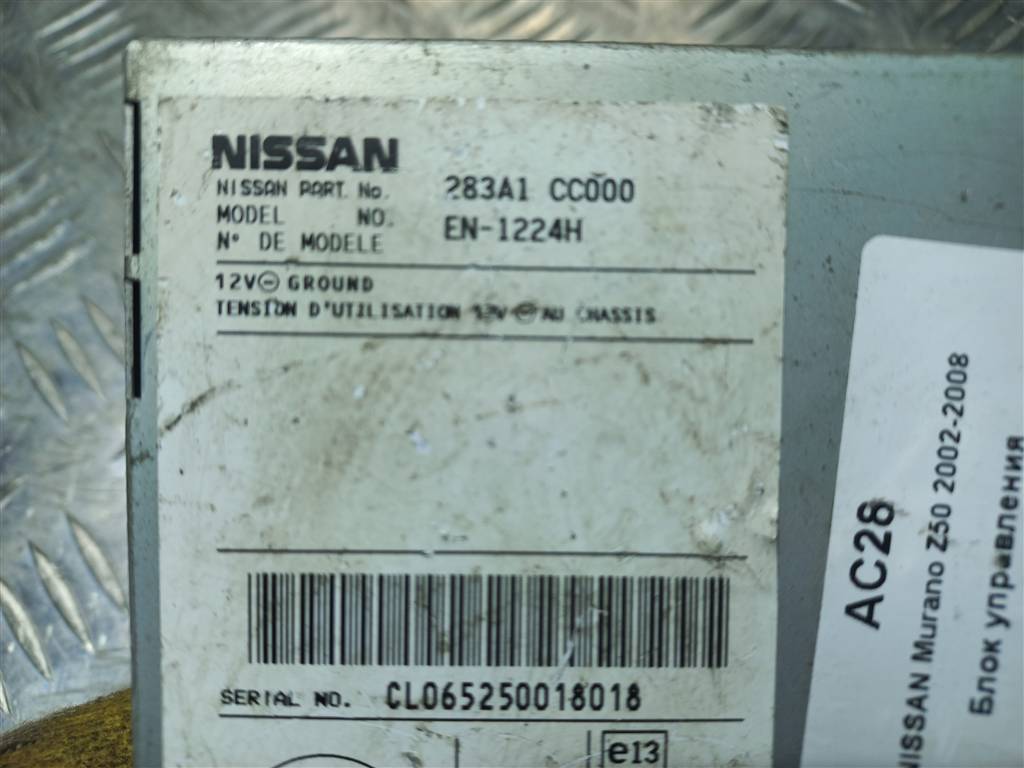 NISSAN
NISSAN PART. No. 283A1 CC000
MODEL NO. EN-1224H
N° DE MODELE
12V⊖ GROUND
TENSION D'UTILISATION 12V ⊖ AU CHASSIS
SERIAL NO. CL065250018018
e13
AC28
NISSAN Murano Z50 2002-2008
Блок управления